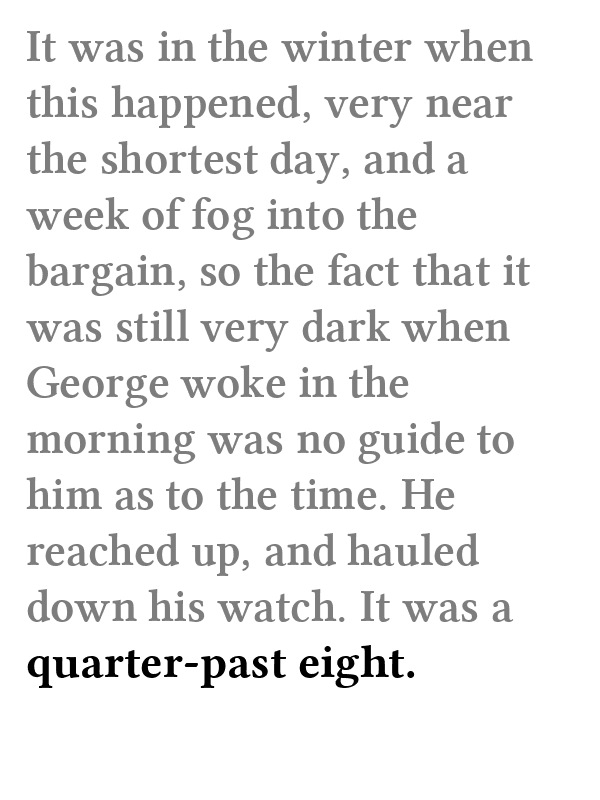 It was in the winter when
this happened, very near
the shortest day, and a
week of fog into the
bargain, so the fact that it
was still very dark when
George woke in the
morning was no guide to
him as to the time. He
reached up, and hauled
down his watch. It was a
quarter-past eight.